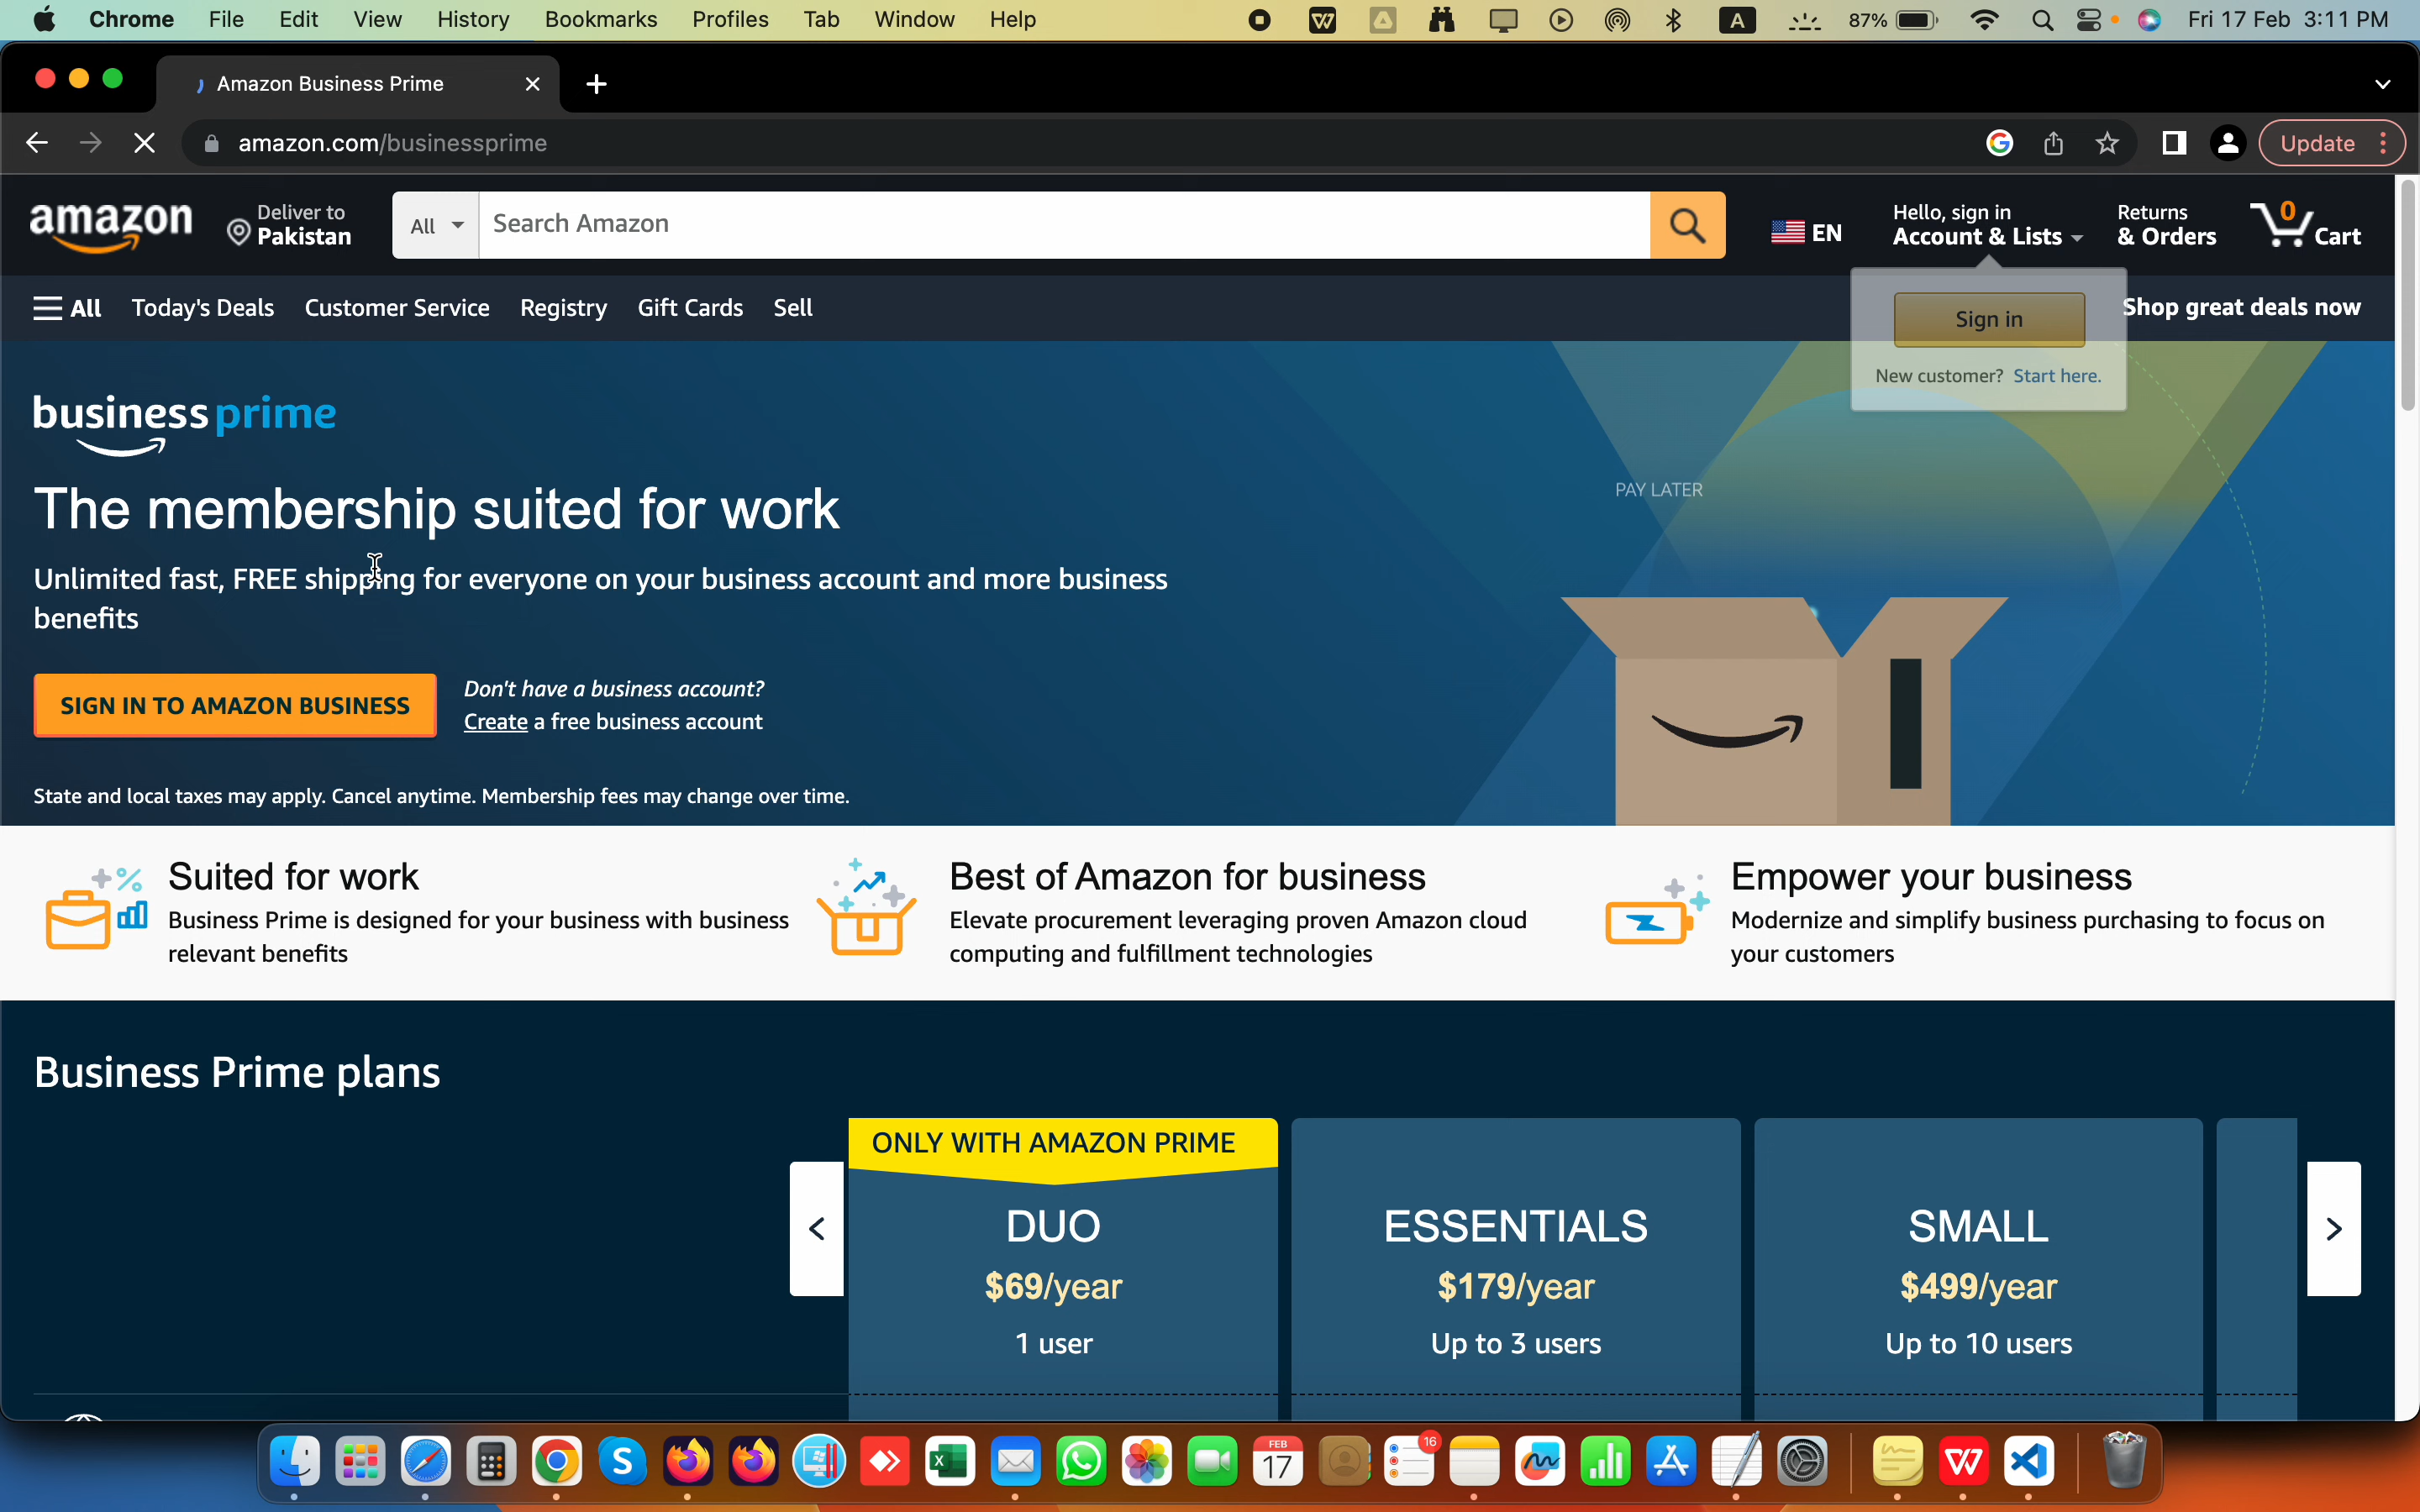 Chrome File Edit View History Bookmarks Profiles Tab Window Help
A 87% Fri 17 Feb 3:11 PM
Amazon Business Prime
amazon.com/businessprime
Update
amazon
Deliver to
Pakistan
All
Search Amazon
EN
Hello, sign in
Account & Lists
Returns
& Orders
0
Cart
All Today's Deals Customer Service Registry Gift Cards Sell
Shop great deals now
Sign in
New customer? Start here.
business prime
The membership suited for work
Unlimited fast, FREE shipping for everyone on your business account and more business
benefits
PAY LATER
SIGN IN TO AMAZON BUSINESS
Don't have a business account?
Create a free business account
State and local taxes may apply. Cancel anytime. Membership fees may change over time.
Suited for work
Business Prime is designed for your business with business
relevant benefits
Best of Amazon for business
Elevate procurement leveraging proven Amazon cloud
computing and fulfillment technologies
Empower your business
Modernize and simplify business purchasing to focus on
your customers
Business Prime plans
ONLY WITH AMAZON PRIME
DUO
$69/year
1 user
ESSENTIALS
$179/year
Up to 3 users
SMALL
$499/year
Up to 10 users
FEB
17
16